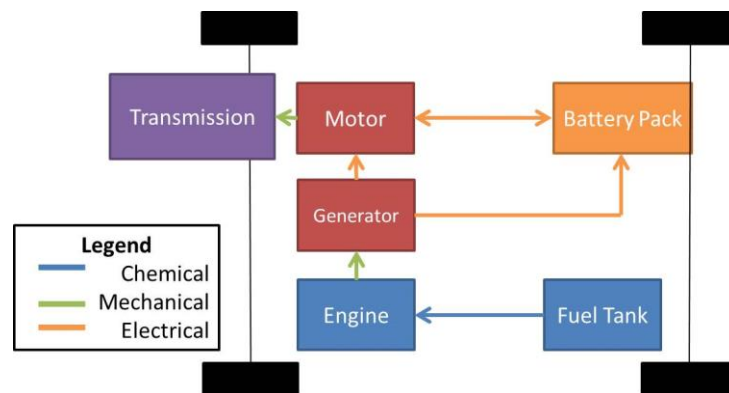 Transmission
Motor
Battery Pack
Generator
Engine
Fuel Tank
Legend
Chemical
Mechanical
Electrical